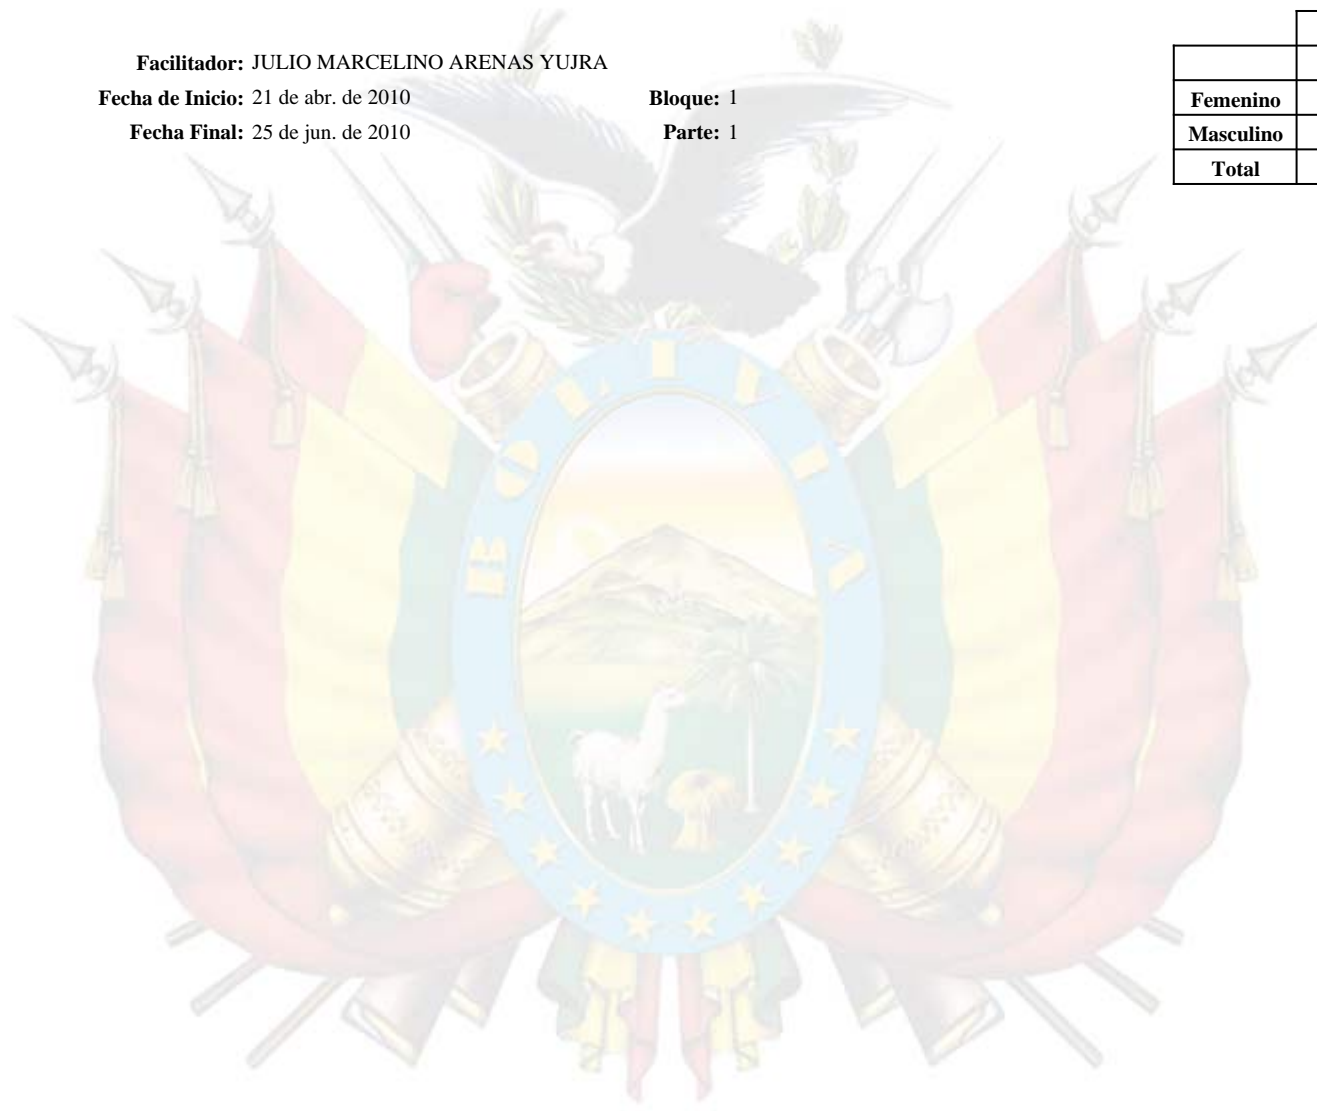 Facilitador: JULIO MARCELINO ARENAS YUJRA
Fecha de Inicio: 21 de abr. de 2010 Bloque: 1
Fecha Final: 25 de jun. de 2010 Parte: 1
Femenino
Masculino
Total
BOLIVIA